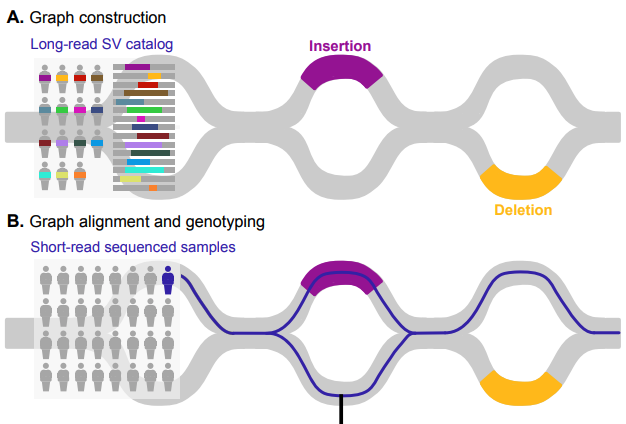 A. Graph construction
Long-read SV catalog
Insertion
Deletion
B. Graph alignment and genotyping
Short-read sequenced samples